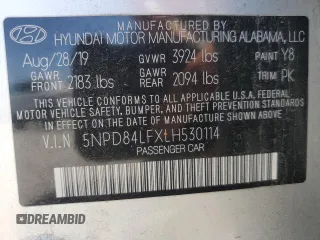 HYUNDAI MOTOR MANUFACTURING ALABAMA, LLC
Aug/28/19 GVWR 3924 lbs PAINT Y8
GAWR FRONT 2183 lbs GAWR REAR 2094 lbs TRIM PK
THIS VEHICLE CONFORMS TO ALL APPLICABLE U.S.A. FEDERAL MOTOR VEHICLE SAFETY, BUMPER, AND THEFT PREVENTION STANDARDS IN EFFECT ON THE DATE OF MANUFACTURE SHOWN ABOVE.
V.I.N 5NPD84LFXLH530114
PASSENGER CAR
DREAMBID